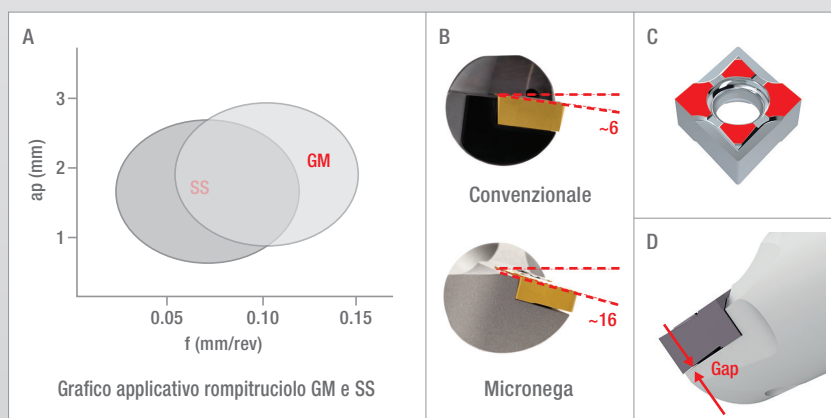 A
3
2
1
ap (mm)
SS
GM
0.05
0.10
0.15
f (mm/rev)
Grafico applicativo rompitruciolo GM e SS
B
~6
Convenzionale
~16
Micronega
C
D
Gap